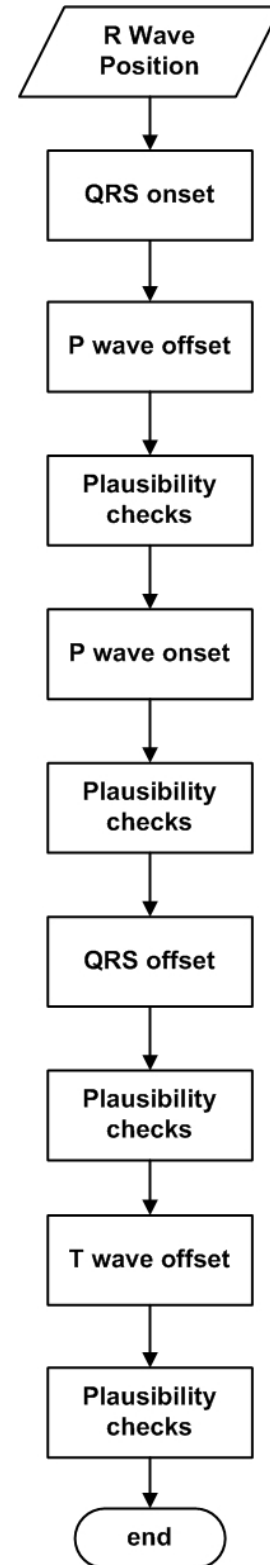 R Wave
Position
QRS onset
P wave offset
Plausibility
checks
P wave onset
Plausibility
checks
QRS offset
Plausibility
checks
T wave offset
Plausibility
checks
end